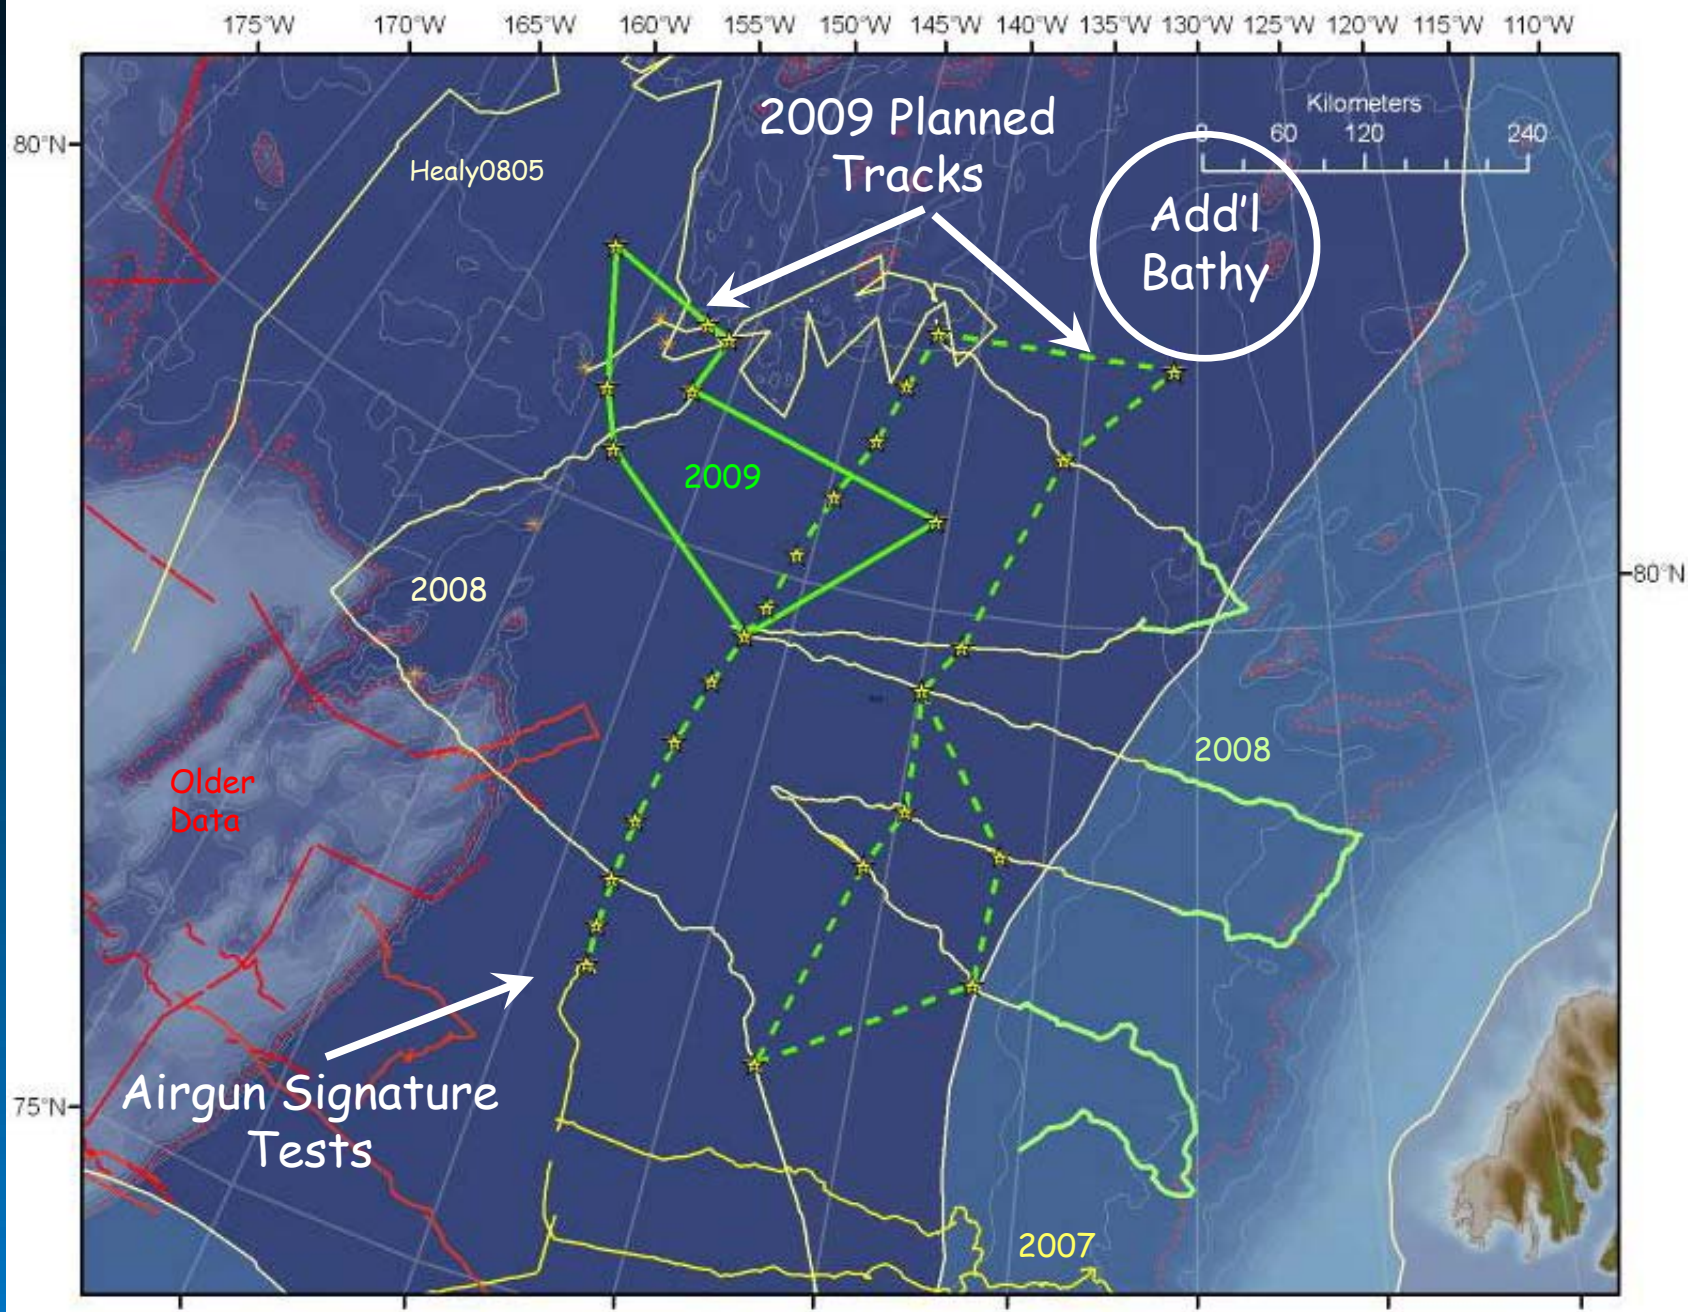 175°W 170°W 165°W 160°W 155°W 150°W 145°W 140°W 135°W 130°W 125°W 120°W 115°W 110°W
Kilometers
0 60 120 240
80°N
Healy0805
2009 Planned
Tracks
Add'l
Bathy
2009
2008
80°N
2008
Older
Data
Airgun Signature
Tests
75°N
2007